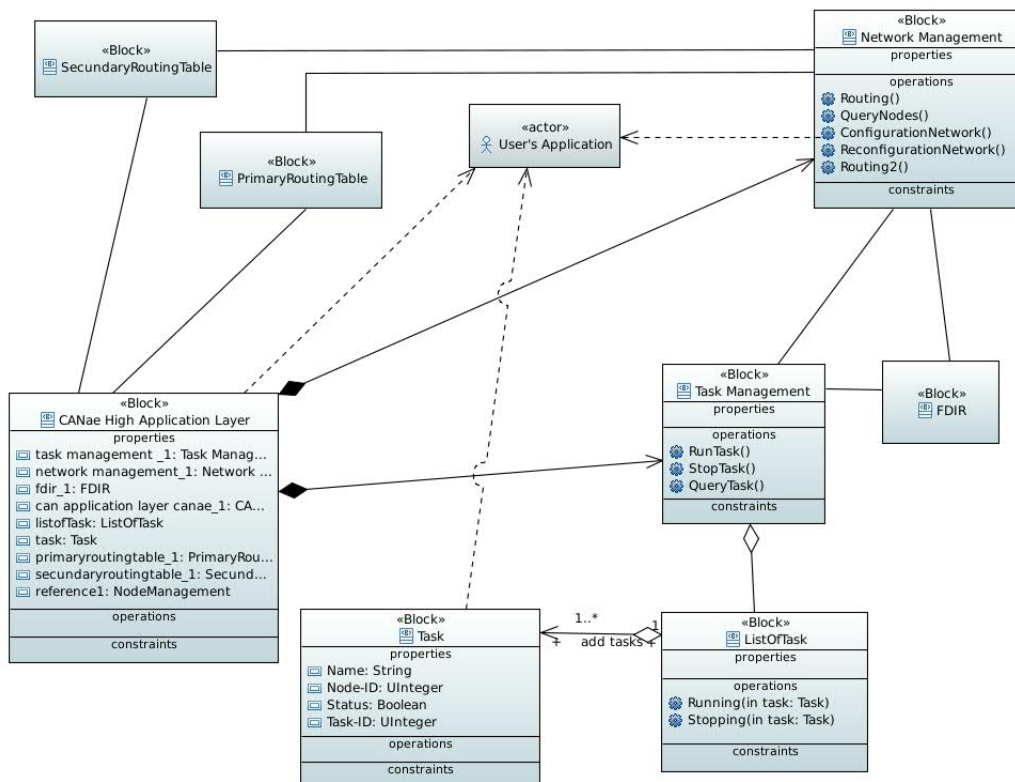 «Block»
SecundaryRoutingTable
«Block»
PrimaryRoutingTable
«actor»
User's Application
«Block»
Network Management
properties
operations
Routing()
QueryNodes()
ConfigurationNetwork()
ReconfigurationNetwork()
Routing2()
constraints
«Block»
CANae High Application Layer
properties
task management _1: Task Manag...
network management_1: Network ...
fdir_1: FDIR
can application layer canae_1: CA...
listofTask: ListOfTask
task: Task
primaryroutingtable_1: PrimaryRou...
secundaryroutingtable_1: Secund...
reference1: NodeManagement
operations
constraints
«Block»
Task Management
properties
operations
RunTask()
StopTask()
QueryTask()
constraints
«Block»
FDIR
«Block»
Task
properties
Name: String
Node-ID: UInteger
Status: Boolean
Task-ID: UInteger
operations
constraints
1..*
1
+ add tasks +
«Block»
ListOfTask
properties
operations
Running(in task: Task)
Stopping(in task: Task)
constraints